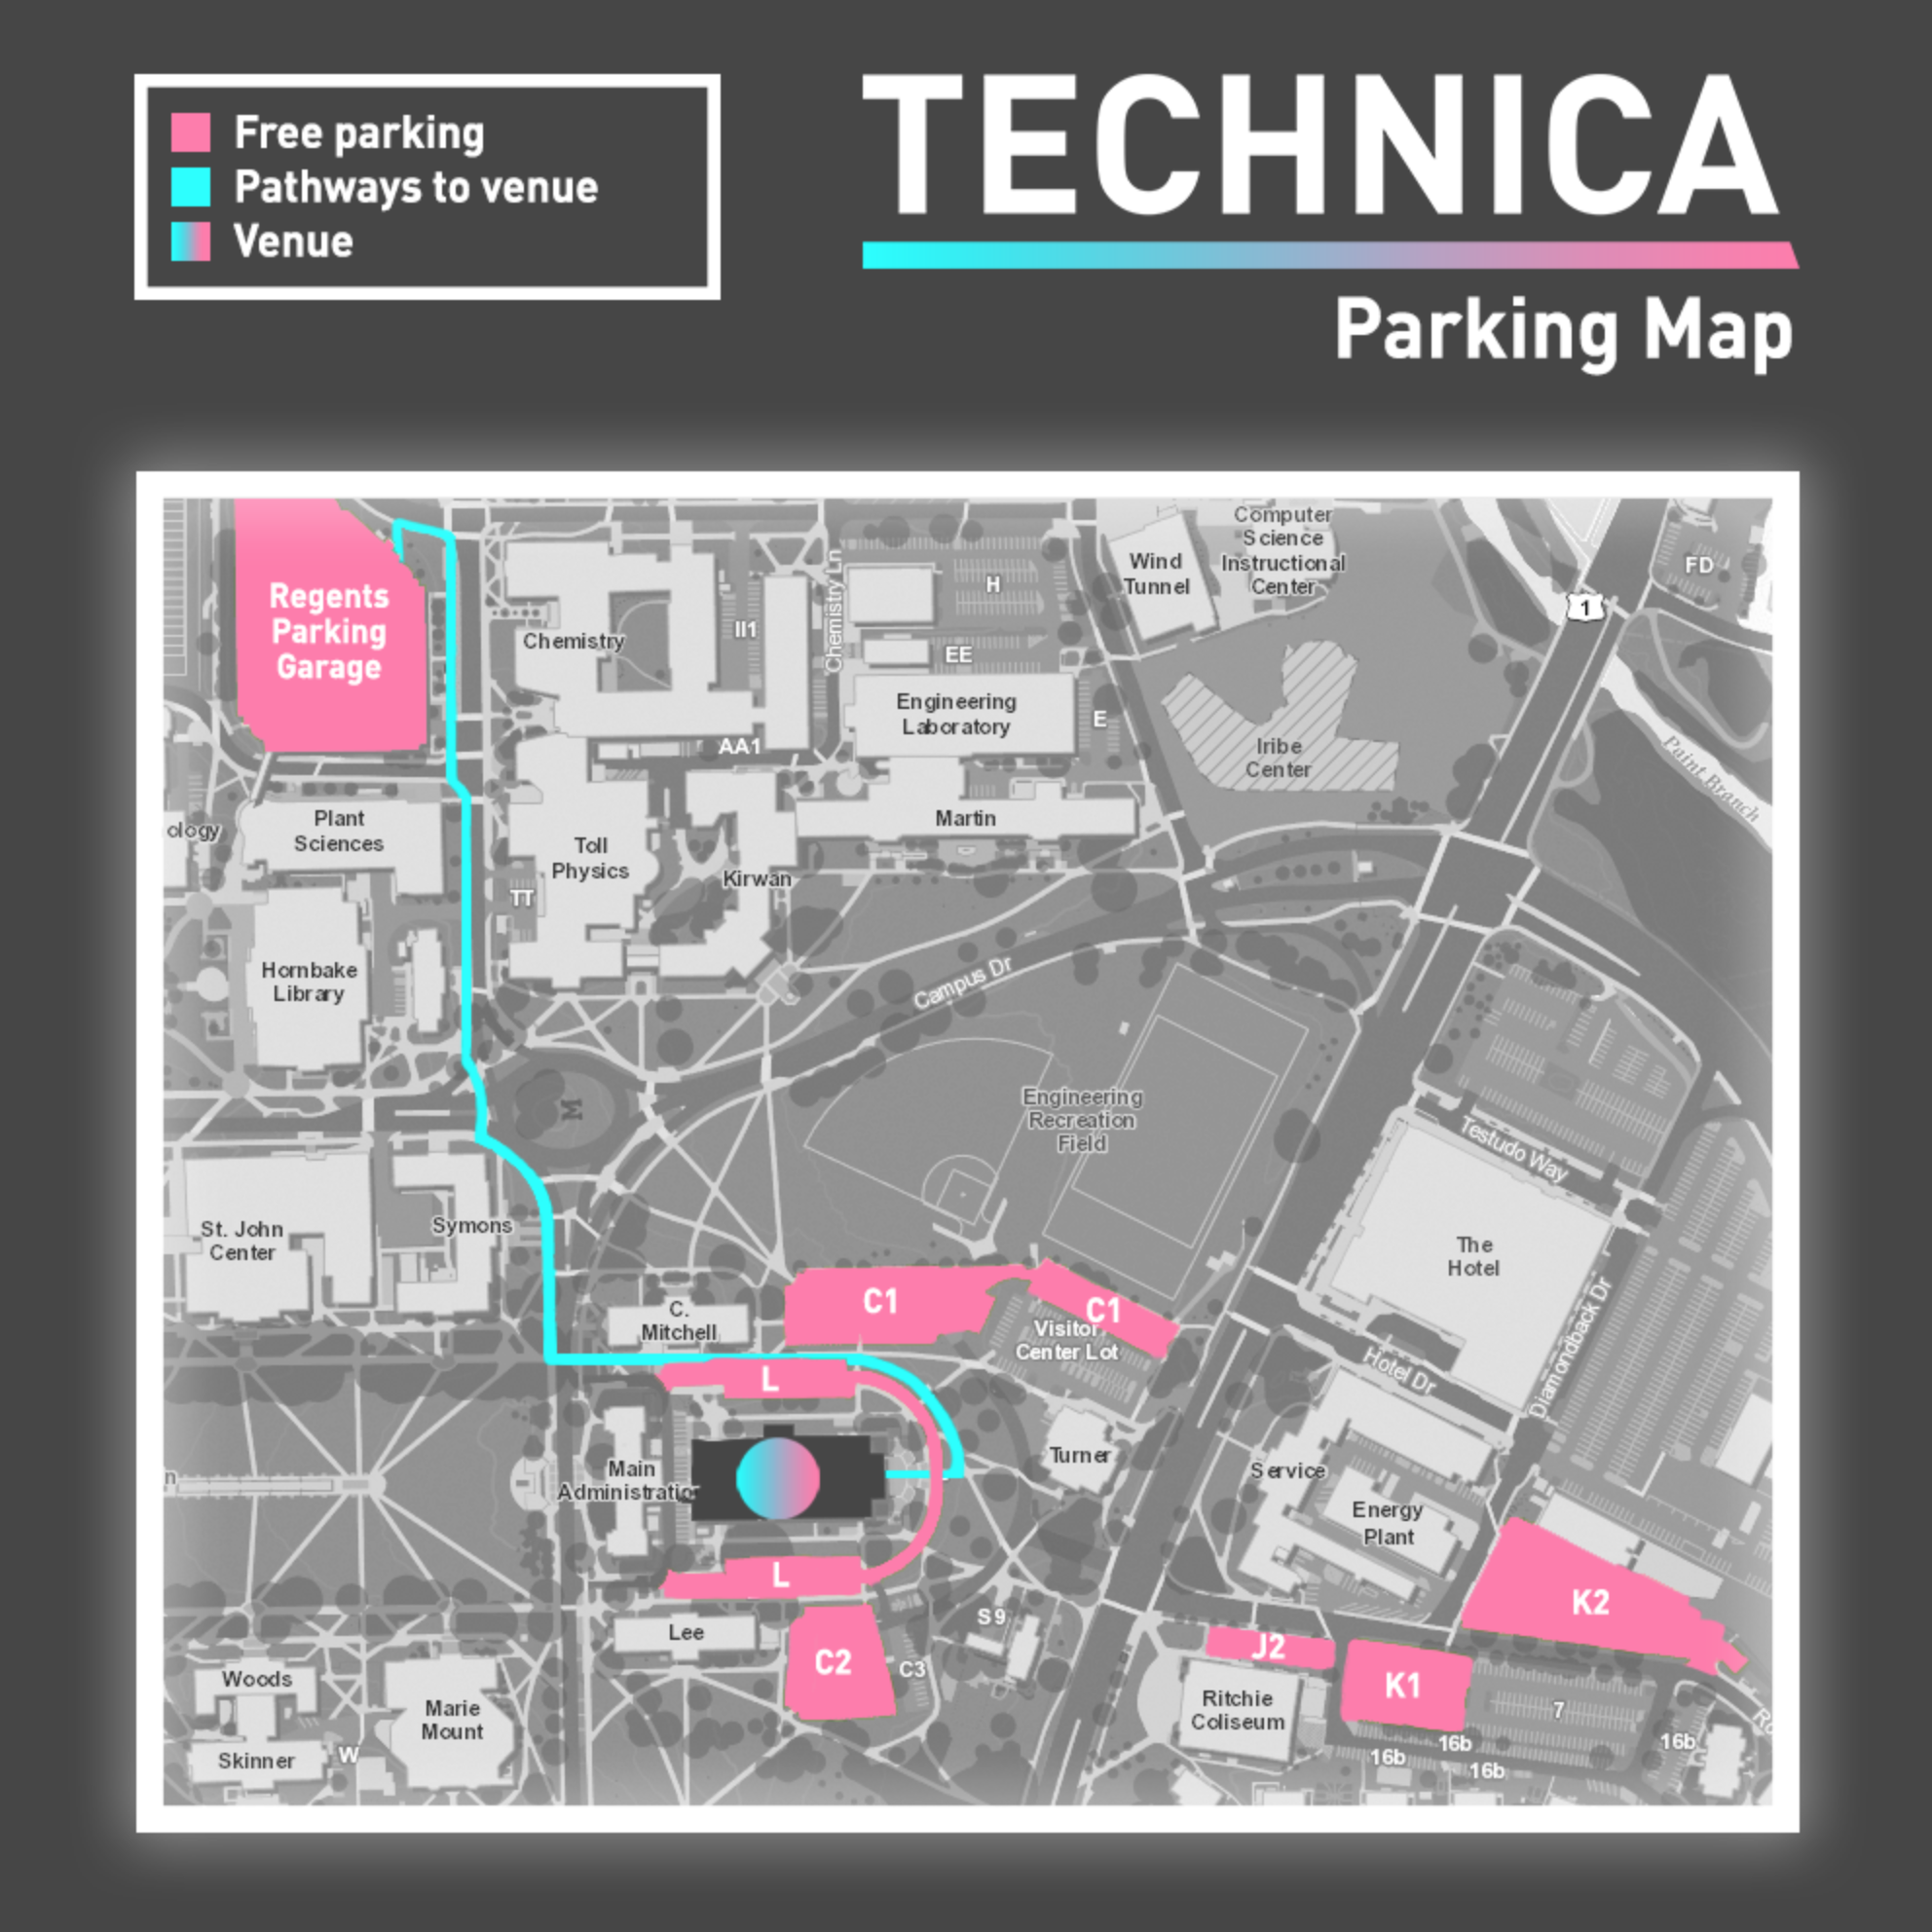 Free parking
Pathways to venue
Venue
TECHNICA
Parking Map
Regents
Parking
Garage
Chemistry
II1
Chemistry Ln
H
EE
Engineering
Laboratory
E
AA1
Wind
Tunnel
Computer
Science
Instructional
Center
1
FD
Iribe
Center
Paint Branch
ology
Plant
Sciences
Toll
Physics
TT
Kirwan
Martin
Hornbake
Library
Campus Dr
M
Engineering
Recreation
Field
Testudo Way
St. John
Center
Symons
The
Hotel
C.
Mitchell
C1
C1
Visitor
Center Lot
Hotel Dr
Diamondback Dr
L
n
Main
Administratio
Turner
Service
Energy
Plant
L
Lee
C2
C3
S9
J2
K1
K2
Woods
Skinner
W
Marie
Mount
Ritchie
Coliseum
7
16b
16b
16b
16b
Ro